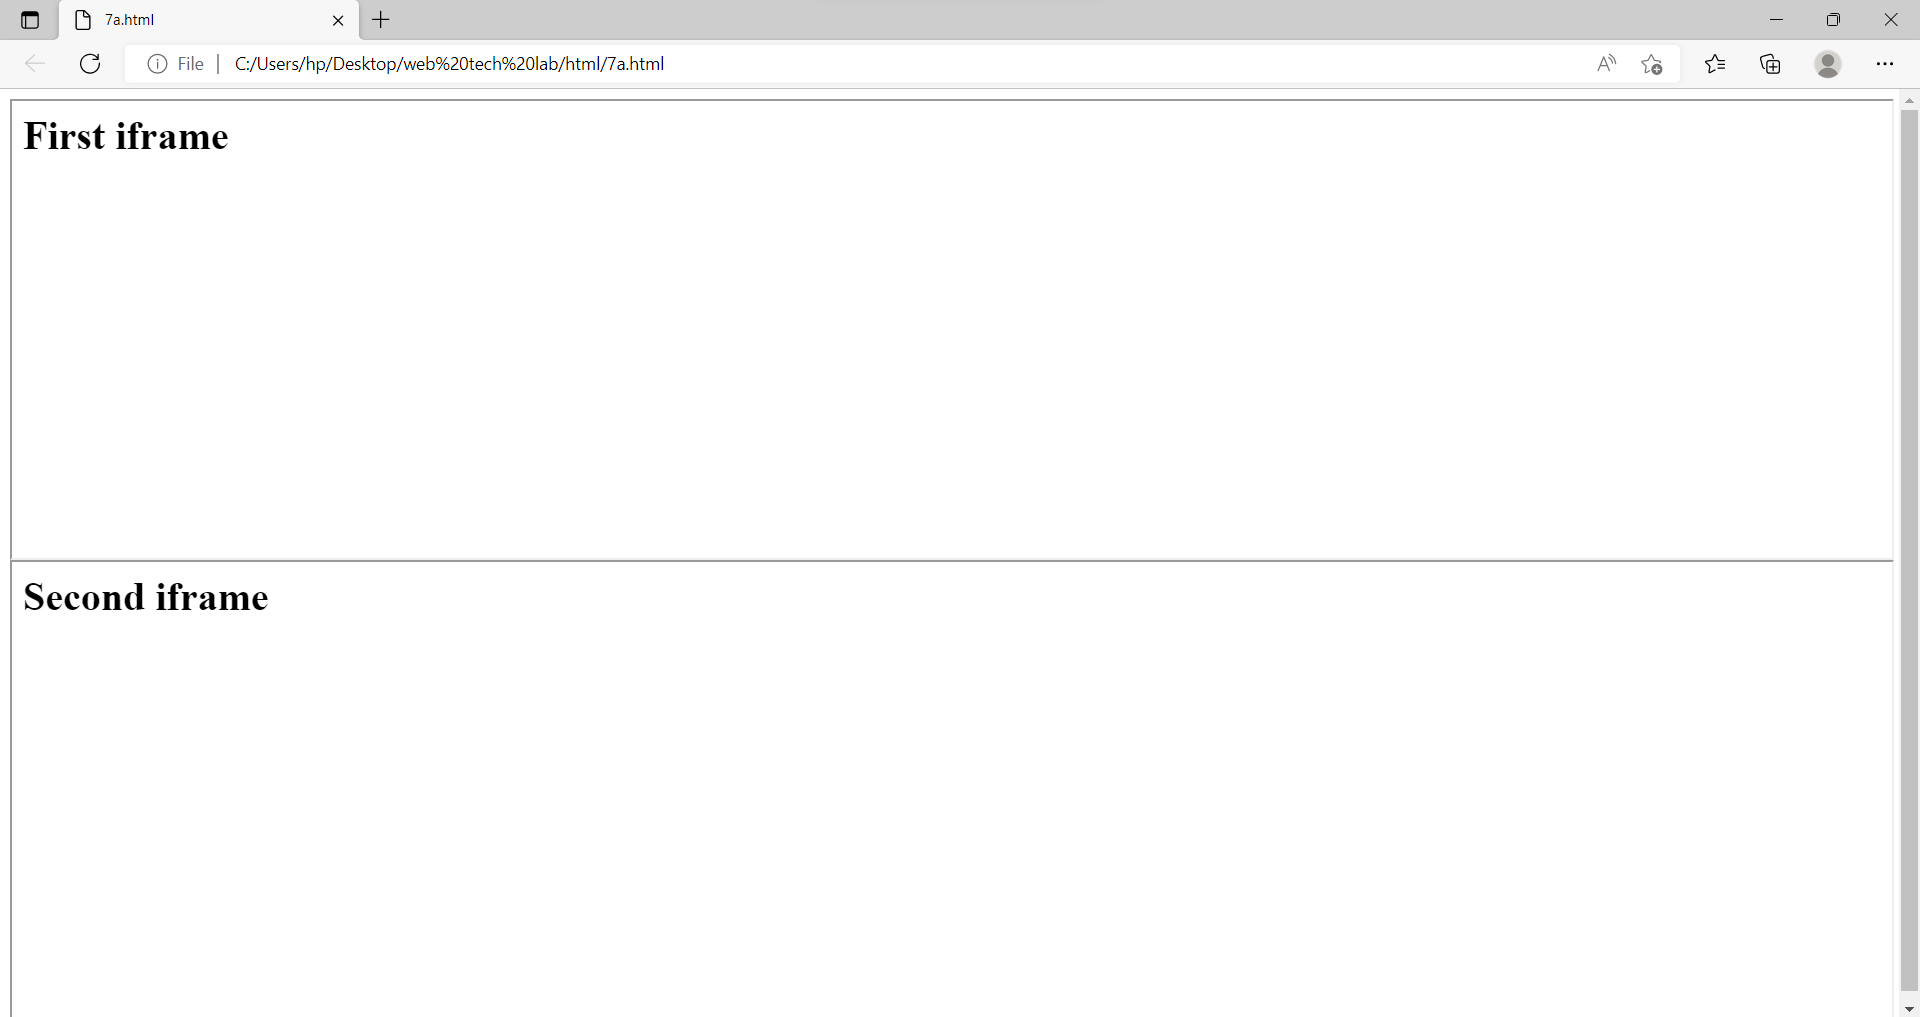 7a.html
File | C:/Users/hp/Desktop/web%20tech%20lab/html/7a.html
First iframe
Second iframe